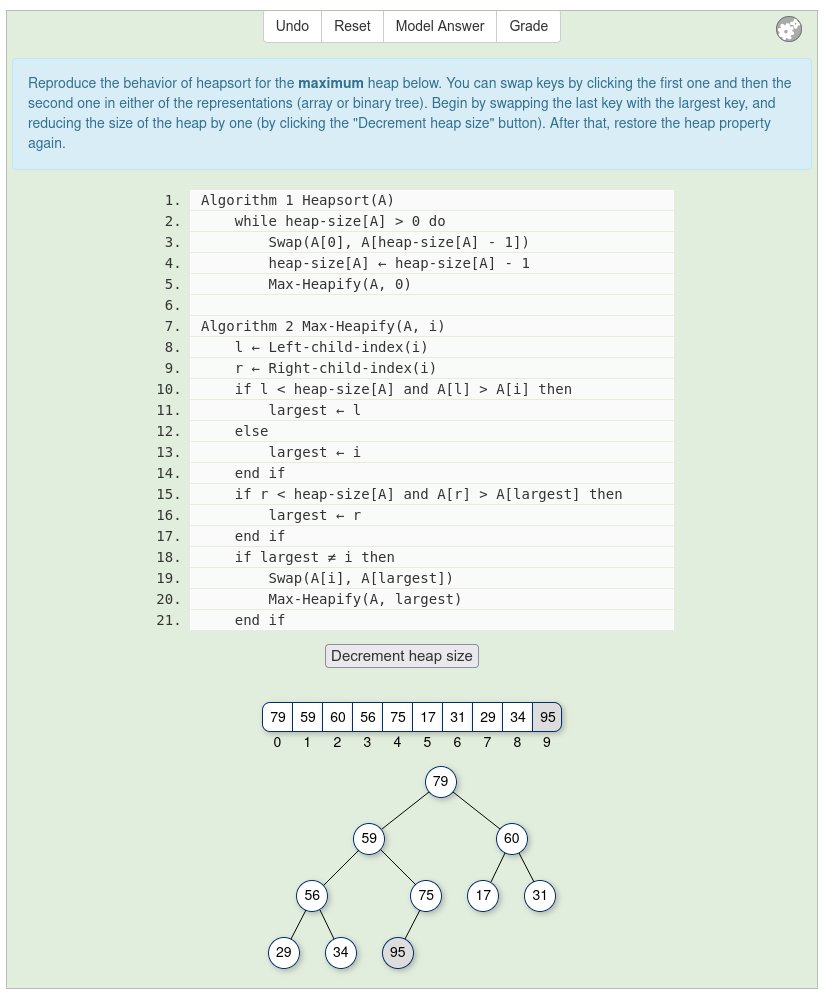 Undo Reset Model Answer Grade
Reproduce the behavior of heapsort for the maximum heap below. You can swap keys by clicking the first one and then the
second one in either of the representations (array or binary tree). Begin by swapping the last key with the largest key, and
reducing the size of the heap by one (by clicking the "Decrement heap size" button). After that, restore the heap property
again.
1. Algorithm 1 Heapsort(A)
2. while heap-size[A] > 0 do
3. Swap(A[0], A[heap-size[A] - 1])
4. heap-size[A] ← heap-size[A] - 1
5. Max-Heapify(A, 0)
6.
7. Algorithm 2 Max-Heapify(A, i)
8. l ← Left-child-index(i)
9. r ← Right-child-index(i)
10. if l < heap-size[A] and A[l] > A[i] then
11. largest ← l
12. else
13. largest ← i
14. end if
15. if r < heap-size[A] and A[r] > A[largest] then
16. largest ← r
17. end if
18. if largest ≠ i then
19. Swap(A[i], A[largest])
20. Max-Heapify(A, largest)
21. end if
Decrement heap size
79 59 60 56 75 17 31 29 34 95
0 1 2 3 4 5 6 7 8 9
79
59 60
56 75 17 31
29 34 95